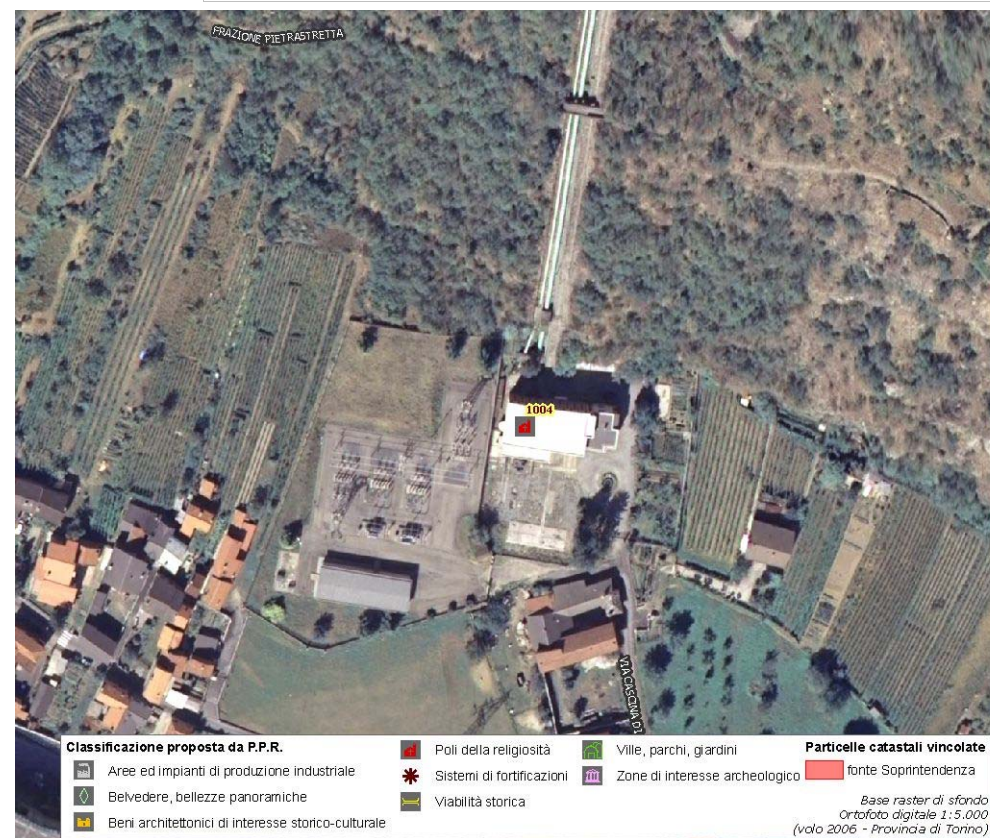 FRAZIONE PIETRASTRETTA
1004
VIA CASCINA DI
Classificazione proposta da P.P.R.
Aree ed impianti di produzione industriale
Belvedere, bellezze panoramiche
Beni architettonici di interesse storico-culturale
Poli della religiosità
Sistemi di fortificazioni
Viabilità storica
Ville, parchi, giardini
Zone di interesse archeologico
Particelle catastali vincolate
fonte Soprintendenza
Base raster di sfondo
Ortofoto digitale 1:5.000
(volo 2006 - Provincia di Torino)